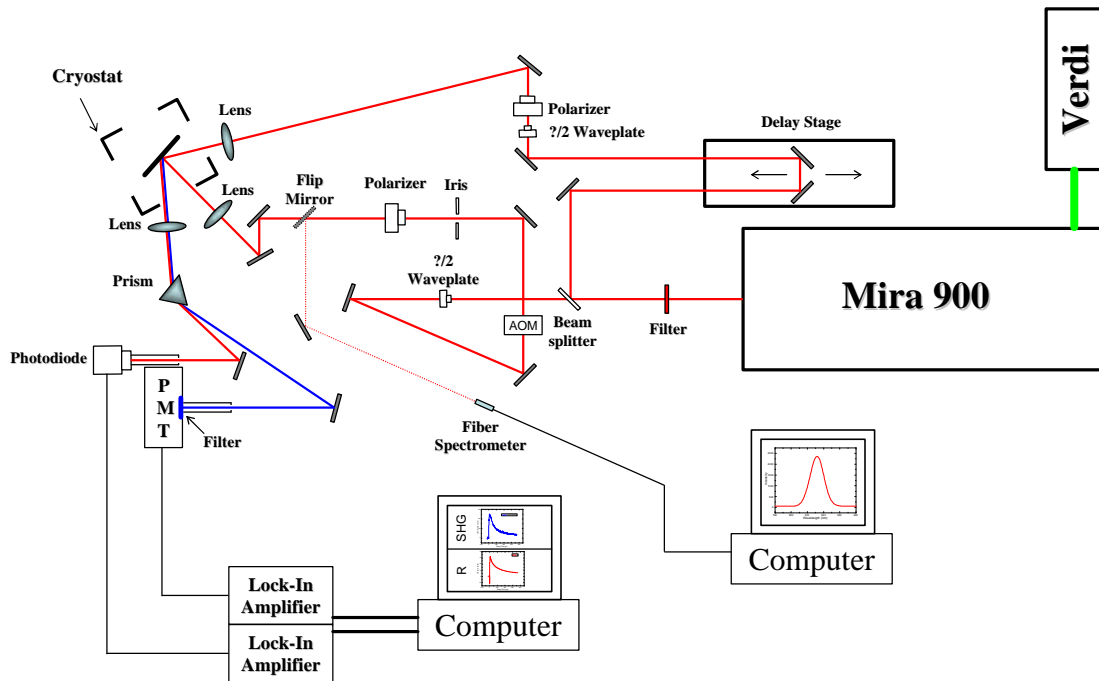 Verdi
Cryostat
Lens
Polarizer
?/2 Waveplate
Delay Stage
Flip
Mirror
Polarizer
Iris
Lens
Lens
?/2
Waveplate
Prism
Mira 900
AOM
Beam
splitter
Filter
Photodiode
P
M
T
Filter
Fiber
Spectrometer
SHG
R
Computer
Lock-In
Amplifier
Computer
Lock-In
Amplifier